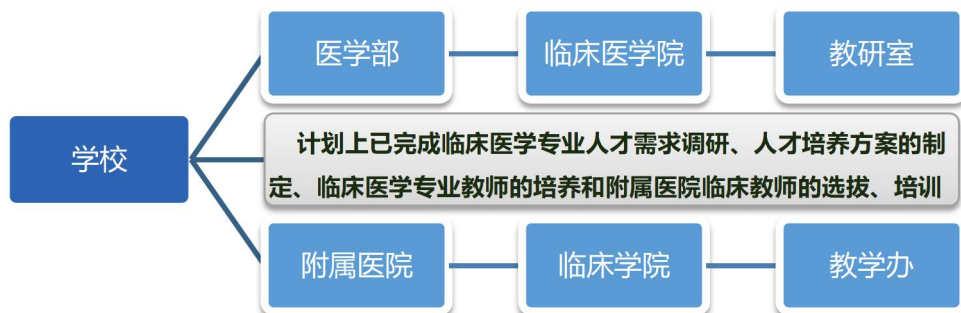 医学部
临床医学院
教研室
学校
计划上已完成临床医学专业人才需求调研、人才培养方案的制
定、临床医学专业教师的培养和附属医院临床教师的选拔、培训
附属医院
临床学院
教学办